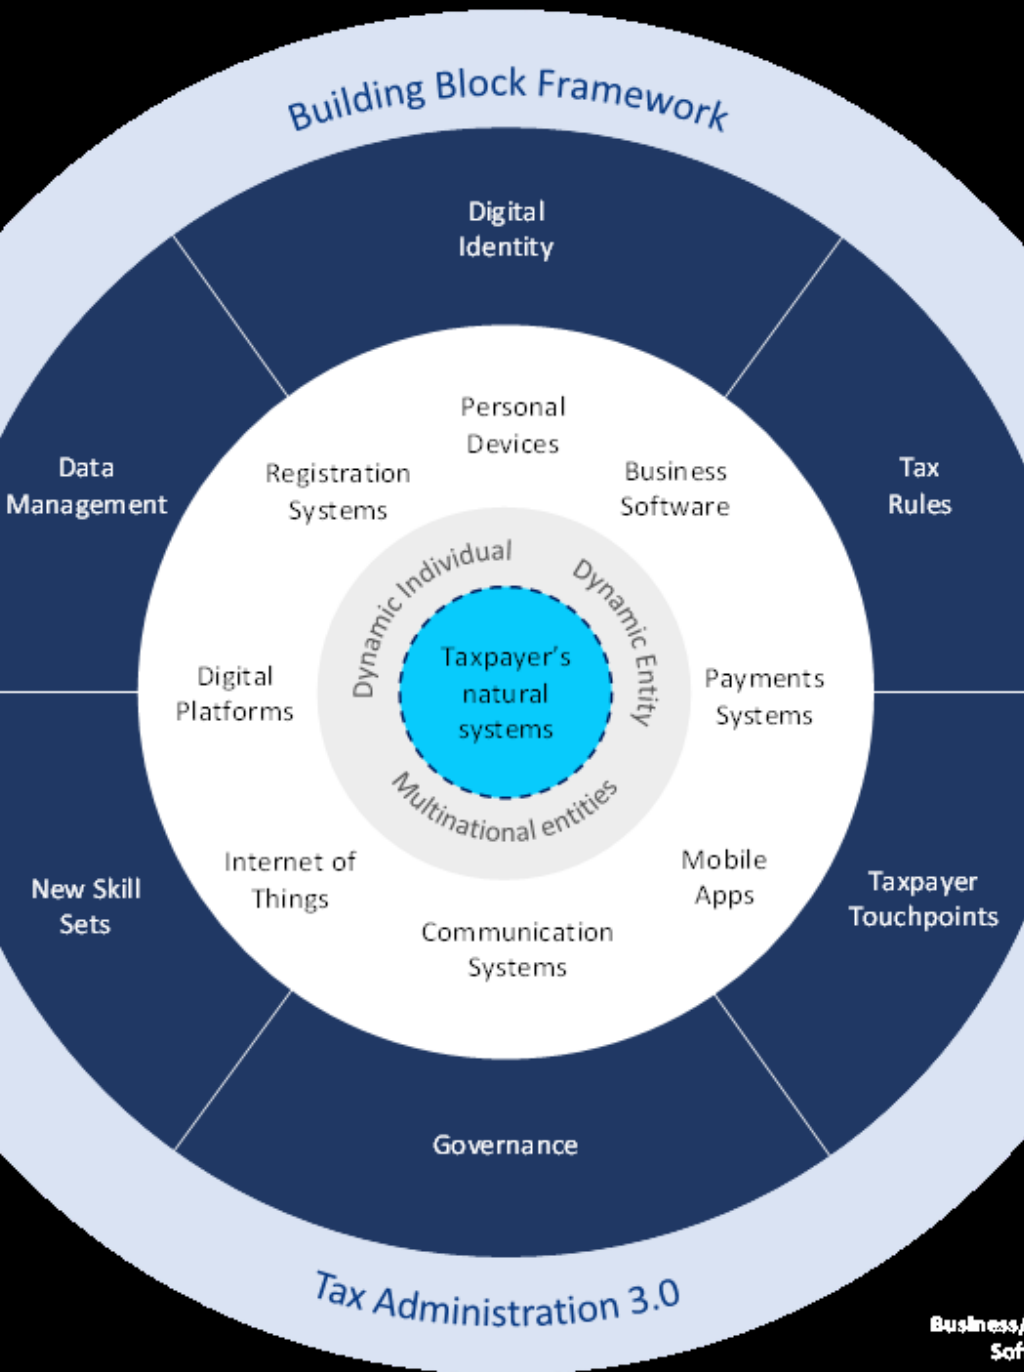 Building Block Framework
Digital
Identity
Data
Management
Tax
Rules
Personal
Devices
Registration
Systems
Business
Software
Dynamic Individual
Dynamic Entity
Taxpayer's
natural
systems
Digital
Platforms
Payments
Systems
Multinational entities
Internet of
Things
Mobile
Apps
New Skill
Sets
Taxpayer
Touchpoints
Communication
Systems
Governance
Tax Administration 3.0
Business/